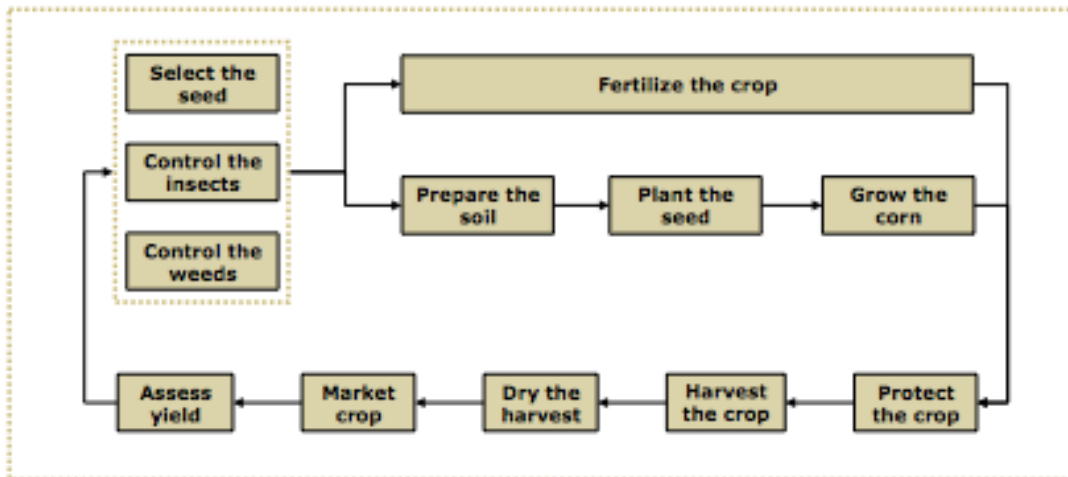 Select the
seed
Control the
insects
Control the
weeds
Fertilize the crop
Prepare the
soil
Plant the
seed
Grow the
corn
Assess
yield
Market
crop
Dry the
harvest
Harvest
the crop
Protect
the crop